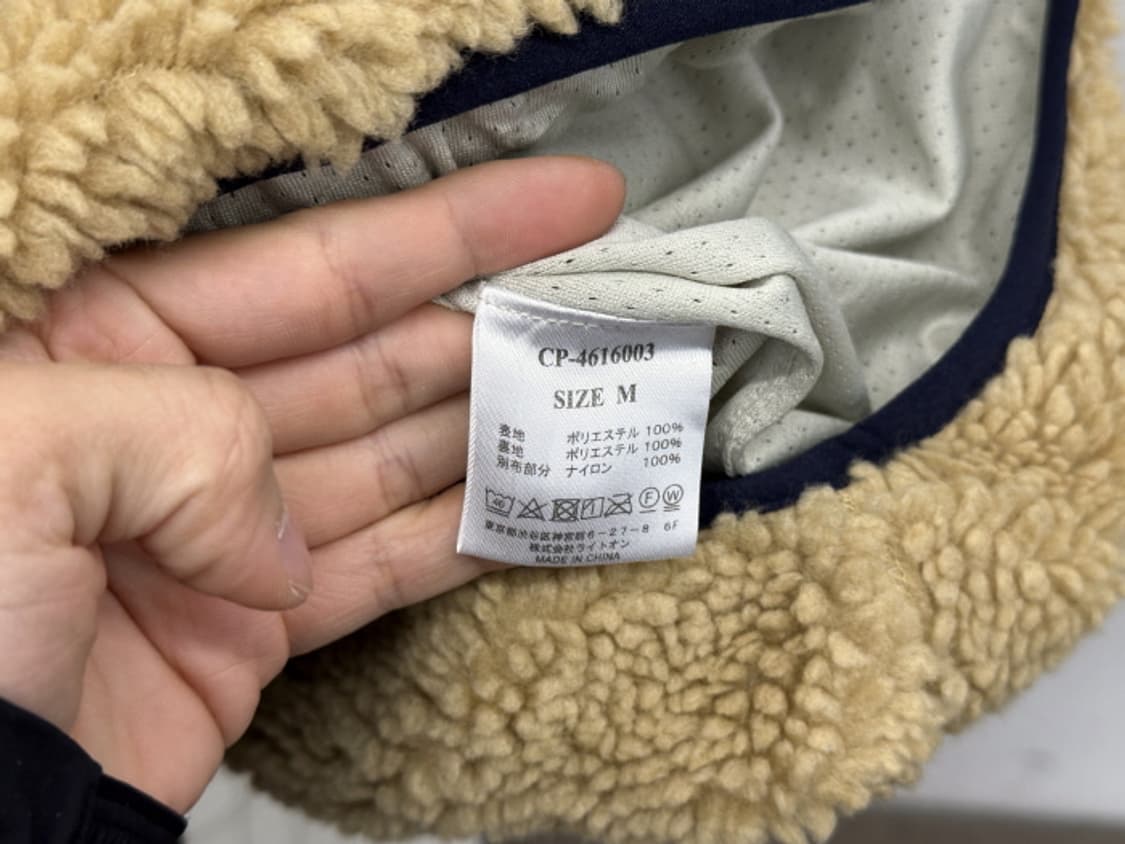 CP-4616003
SIZE M
表地 ポリエステル 100%
裏地 ポリエステル 100%
別布部分 ナイロン 100%
40 F W
東京都渋谷区神宮前6-27-8 6F
株式会社ライトオン
MADE IN CHINA